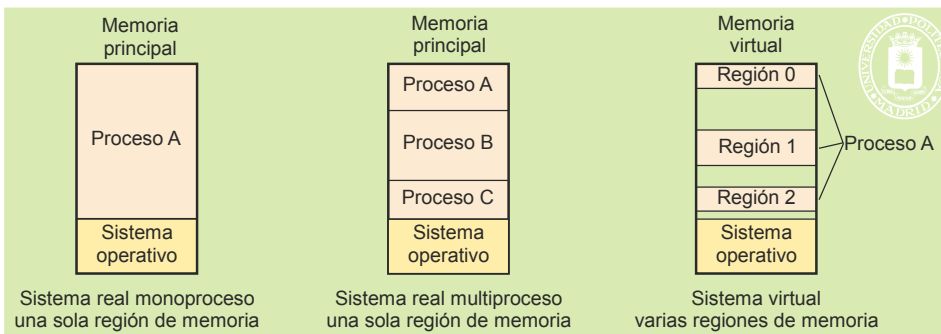 Memoria
principal
Proceso A
Sistema
operativo
Sistema real monoproceso
una sola región de memoria
Memoria
principal
Proceso A
Proceso B
Proceso C
Sistema
operativo
Sistema real multiproceso
una sola región de memoria
Memoria
virtual
Región 0
Región 1
Región 2
Proceso A
Sistema
operativo
Sistema virtual
varias regiones de memoria